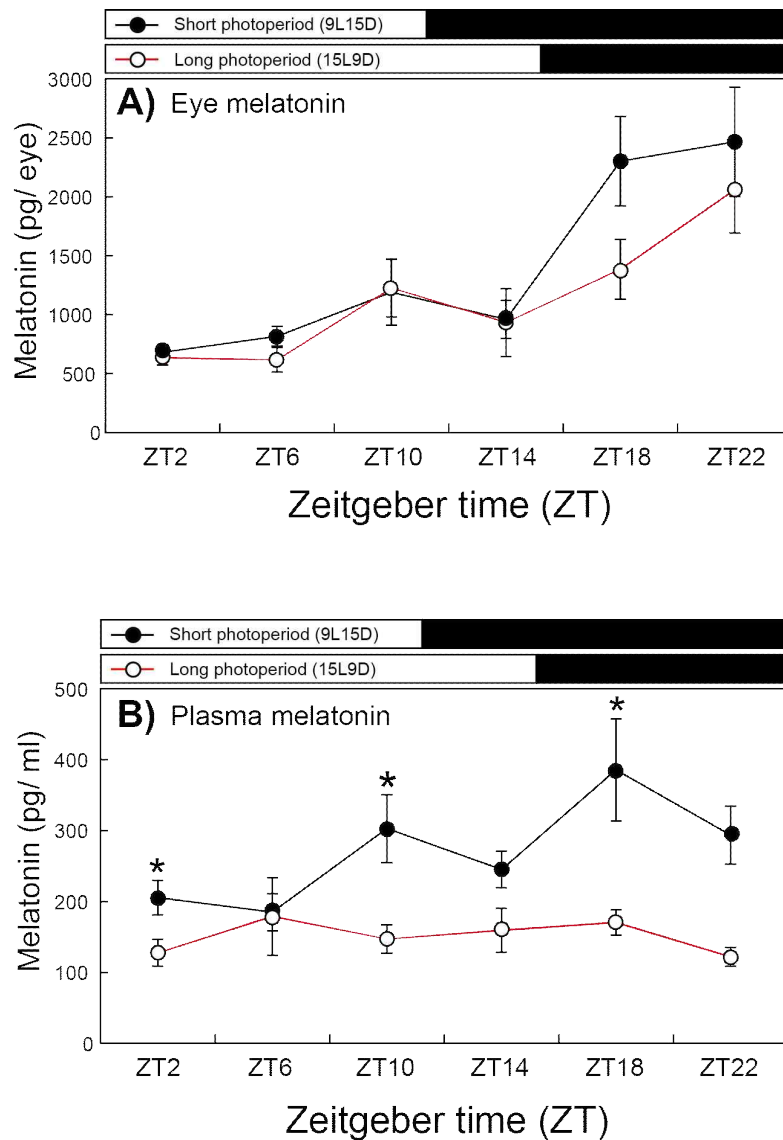 Short photoperiod (9L15D)
Long photoperiod (15L9D)
A) Eye melatonin
Melatonin (pg/ eye)
3000
2500
2000
1500
1000
500
0
ZT2 ZT6 ZT10 ZT14 ZT18 ZT22
Zeitgeber time (ZT)
Short photoperiod (9L15D)
Long photoperiod (15L9D)
B) Plasma melatonin
Melatonin (pg/ ml)
500
400
300
200
100
0
* * *
ZT2 ZT6 ZT10 ZT14 ZT18 ZT22
Zeitgeber time (ZT)